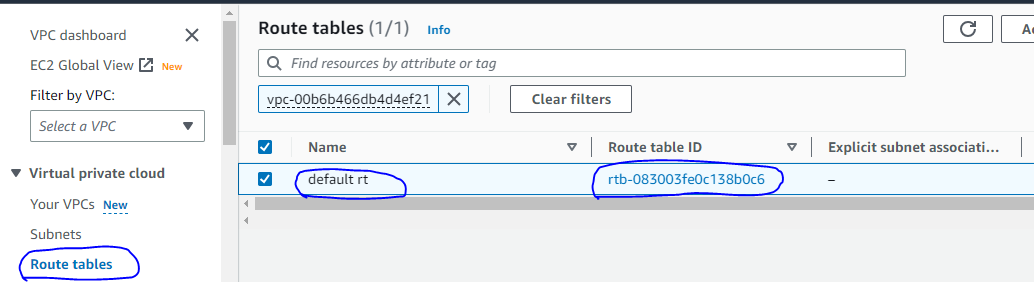 VPC dashboard
EC2 Global View New
Filter by VPC:
Select a VPC
Virtual private cloud
Your VPCs New
Subnets
Route tables
Route tables (1/1) Info
Find resources by attribute or tag
vpc-00b6b466db4d4ef21
Clear filters
Name Route table ID Explicit subnet associati...
default rt rtb-083003fe0c138b0c6 –